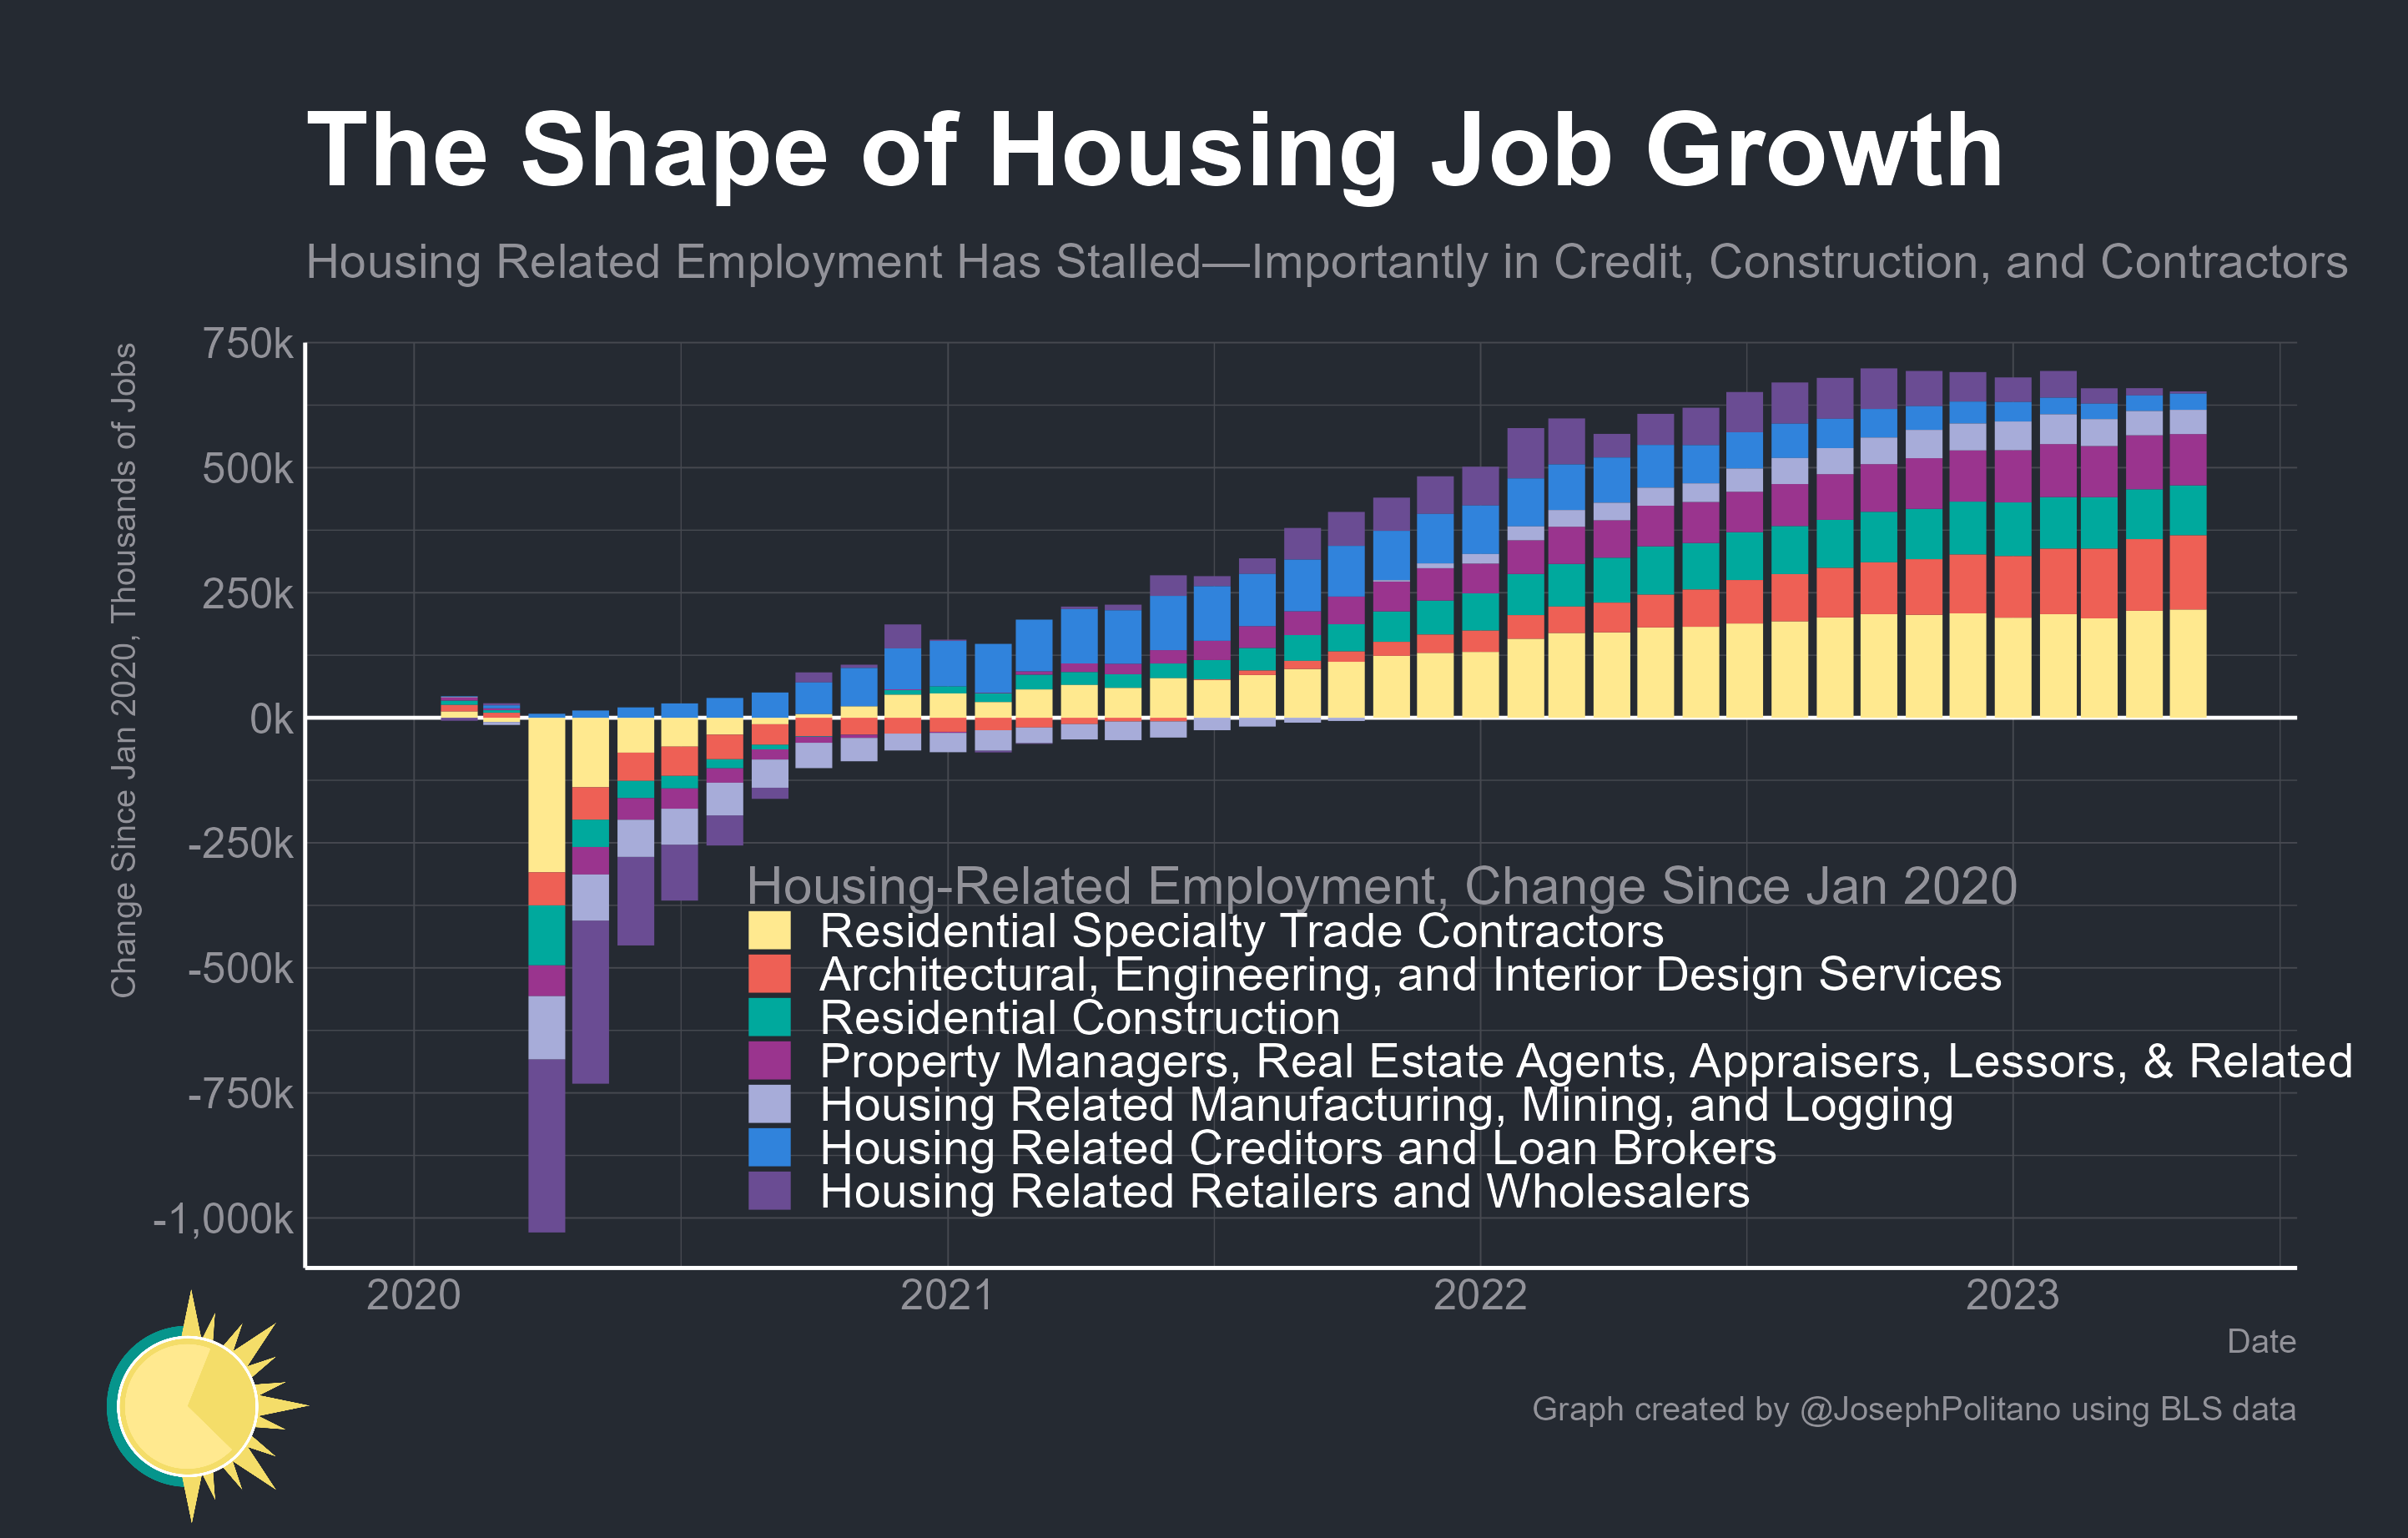 The Shape of Housing Job Growth
Housing Related Employment Has Stalled—Importantly in Credit, Construction, and Contractors
Change Since Jan 2020, Thousands of Jobs
750k
500k
250k
0k
-250k
-500k
-750k
-1,000k
Housing-Related Employment, Change Since Jan 2020
Residential Specialty Trade Contractors
Architectural, Engineering, and Interior Design Services
Residential Construction
Property Managers, Real Estate Agents, Appraisers, Lessors, & Related
Housing Related Manufacturing, Mining, and Logging
Housing Related Creditors and Loan Brokers
Housing Related Retailers and Wholesalers
2020 2021 2022 2023
Date
Graph created by @JosephPolitano using BLS data